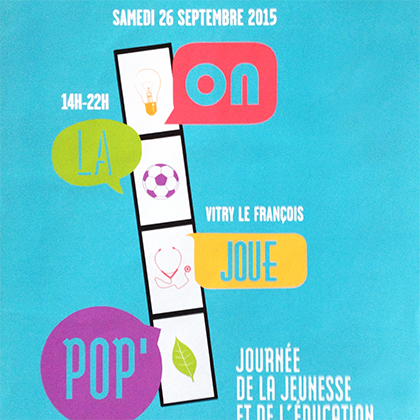 SAMEDI 26 SEPTEMBRE 2015
ON
14H-22H
LA
VITRY LE FRANÇOIS
JOUE
POP'
JOURNÉE
DE LA JEUNESSE
ET DE L'ÉDUCATION